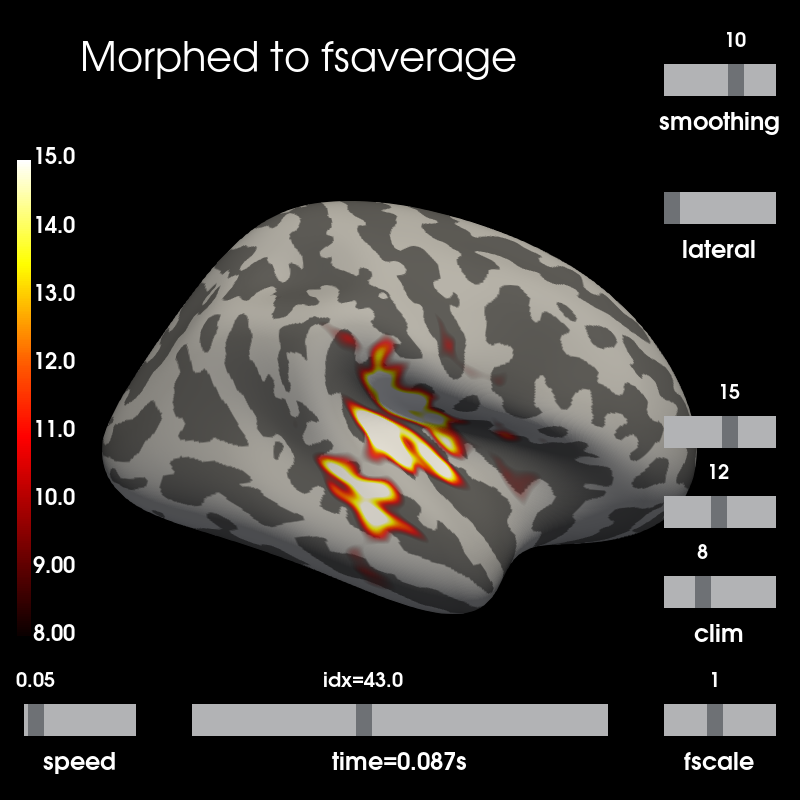 Morphed to fsaverage
10
smoothing
lateral
15.0
14.0
13.0
12.0
11.0
10.0
9.00
8.00
15
12
8
clim
0.05
speed
idx=43.0
time=0.087s
1
fscale